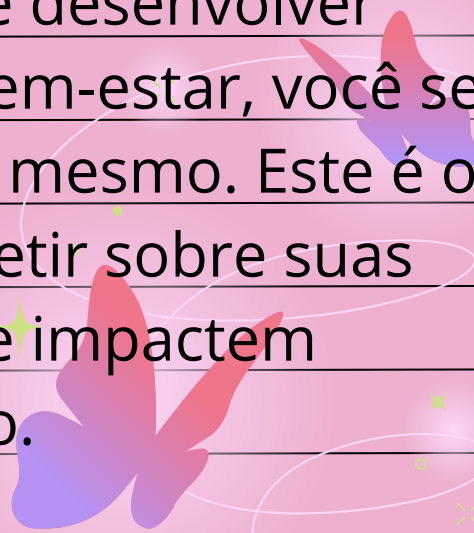 e desenvolver
em-estar, você se
mesmo. Este é o
etir sobre suas
e impactem
o.